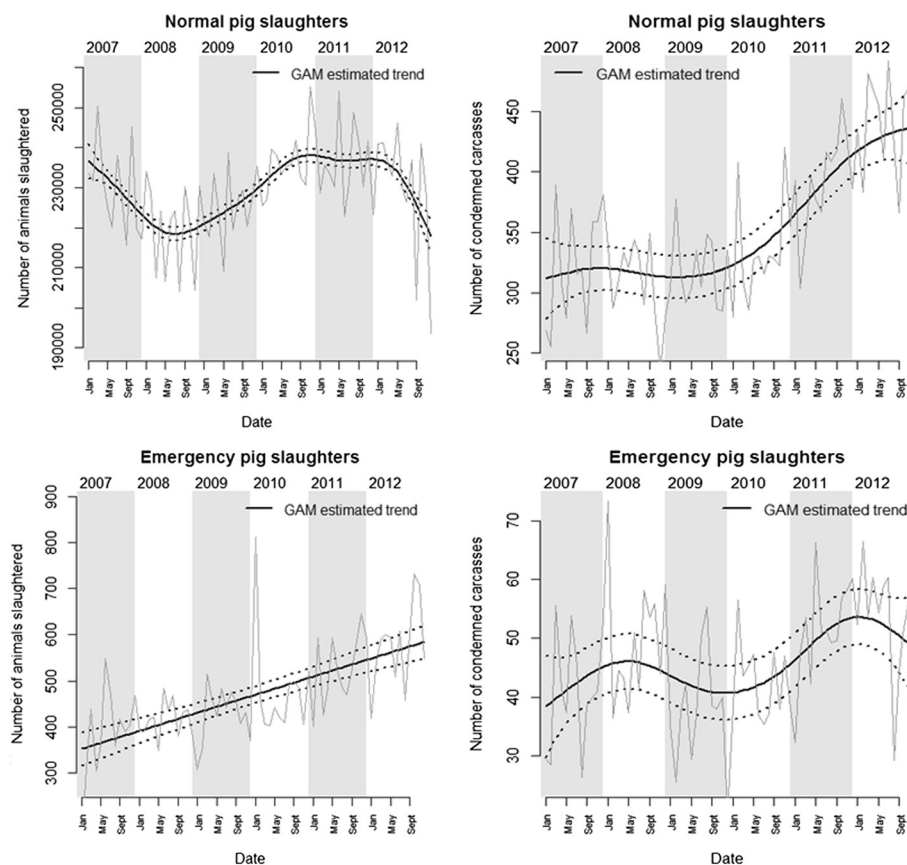 Normal pig slaughters
2007 2008 2009 2010 2011 2012
GAM estimated trend
Number of animals slaughtered
250000
230000
210000
190000
Jan May Sept Jan May Sept Jan May Sept Jan May Sept Jan May Sept Jan May Sept
Date
Normal pig slaughters
2007 2008 2009 2010 2011 2012
GAM estimated trend
Number of condemned carcasses
450
400
350
300
250
Jan May Sept Jan May Sept Jan May Sept Jan May Sept Jan May Sept Jan May Sept
Date
Emergency pig slaughters
2007 2008 2009 2010 2011 2012
GAM estimated trend
Number of animals slaughtered
900
800
700
600
500
400
300
Jan May Sept Jan May Sept Jan May Sept Jan May Sept Jan May Sept Jan May Sept
Date
Emergency pig slaughters
2007 2008 2009 2010 2011 2012
GAM estimated trend
Number of condemned carcasses
70
60
50
40
30
Jan May Sept Jan May Sept Jan May Sept Jan May Sept Jan May Sept Jan May Sept
Date